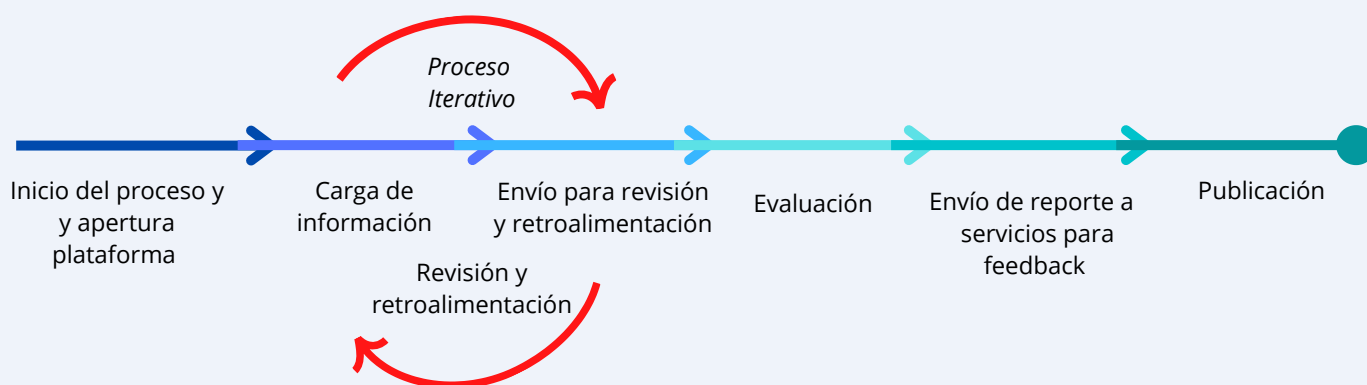 Proceso
Iterativo
Inicio del proceso y
y apertura
plataforma
Carga de
información
Envío para revisión
y retroalimentación
Evaluación
Envío de reporte a
servicios para
feedback
Publicación
Revisión y
retroalimentación